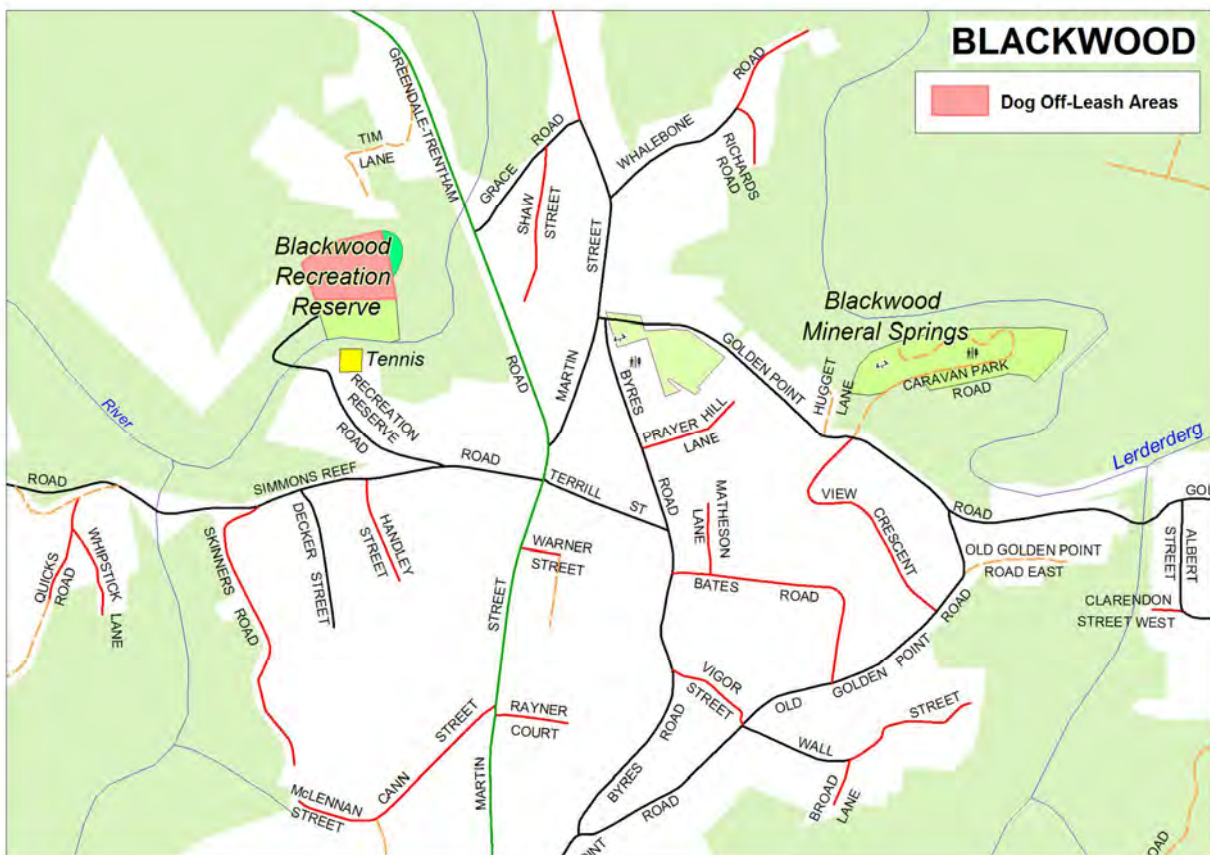 BLACKWOOD
Dog Off-Leash Areas
GREENDALE-TRENTHAM
ROAD
TIM
LANE
GRACE ROAD
SHAW
STREET
WHALEBONE ROAD
RICHARDS
ROAD
MARTIN STREET
Blackwood
Recreation
Reserve
Tennis
RECREATION
RESERVE
ROAD
Blackwood
Mineral Springs
CARAVAN PARK
ROAD
HUGGET
LANE
GOLDEN POINT
ROAD
BYRES
ROAD
PRAYER HILL
LANE
River
Lerderderg
ROAD
SIMMONS REEF
ROAD
TERRILL
ST
DECKER
STREET
HANDLEY
STREET
SKINNERS
ROAD
QUICKS
ROAD
WHIPSTICK
LANE
WARNER
STREET
MATHESON
LANE
BATES ROAD
VIEW
CRESCENT
OLD GOLDEN POINT
ROAD EAST
GOL
ALBERT
STREET
CLARENDON
STREET WEST
STREET
MARTIN
RAYNER
COURT
CANN STREET
McLENNAN
STREET
VIGOR
STREET
OLD GOLDEN POINT ROAD
WALL STREET
BROAD
LANE
BYRES ROAD
ROAD
INT
OAD